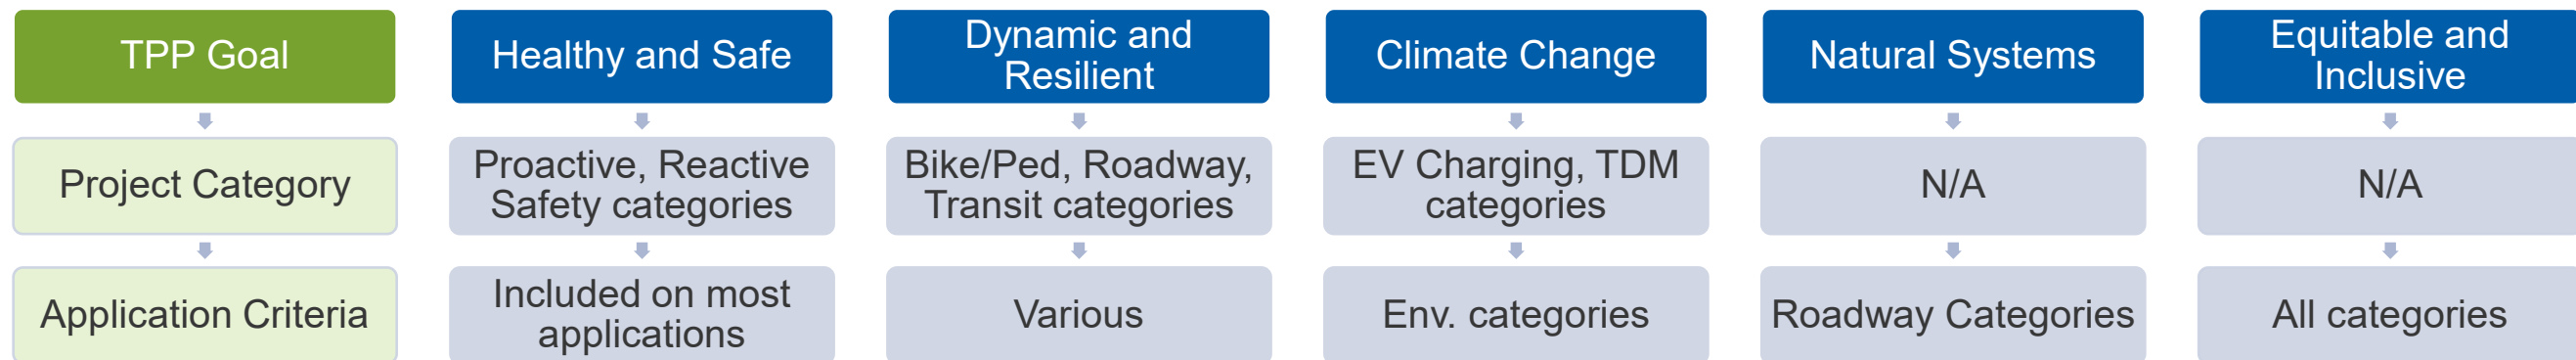 TPP Goal
Healthy and Safe
Dynamic and
Resilient
Climate Change
Natural Systems
Equitable and
Inclusive
Project Category
Proactive, Reactive
Safety categories
Bike/Ped, Roadway,
Transit categories
EV Charging, TDM
categories
N/A
N/A
Application Criteria
Included on most
applications
Various
Env. categories
Roadway Categories
All categories